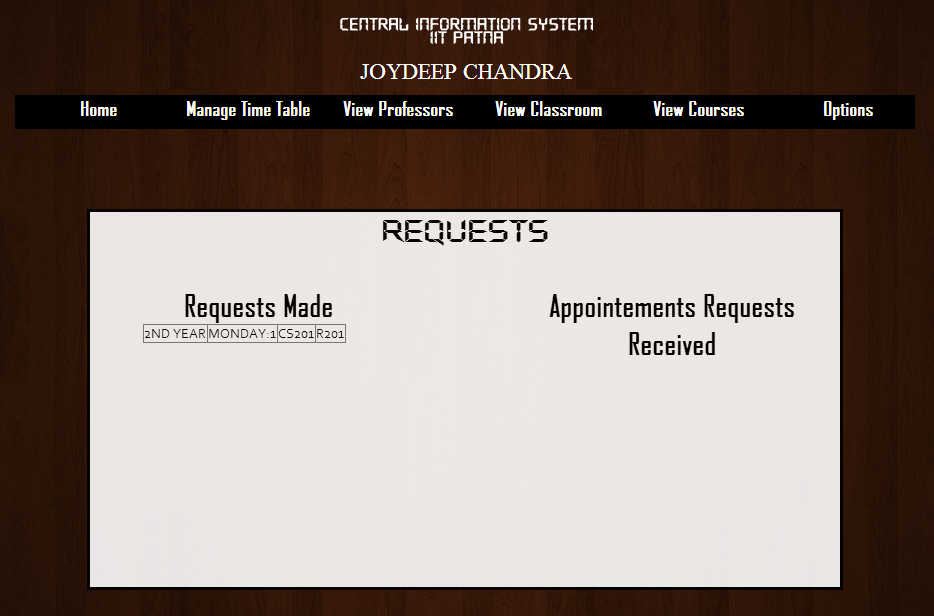 CENTRAL INFORMATION SYSTEM
IIT PATNA
JOYDEEP CHANDRA
Home Manage Time Table View Professors View Classroom View Courses Options
REQUESTS
Requests Made
2ND YEAR MONDAY:1 CS201 R201
Appointements Requests
Received